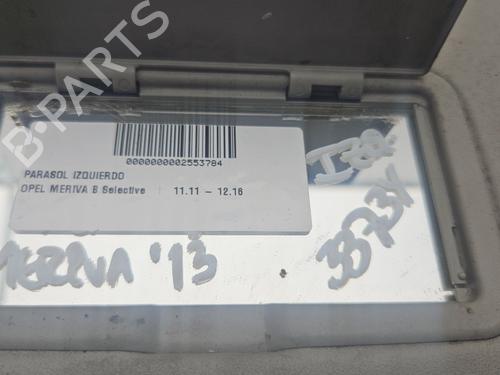 B-PARTS
0000000002553784
PARASOL IZQUIERDO
OPEL MERIVA B Selective 11.11 – 12.16
MERIVA '13